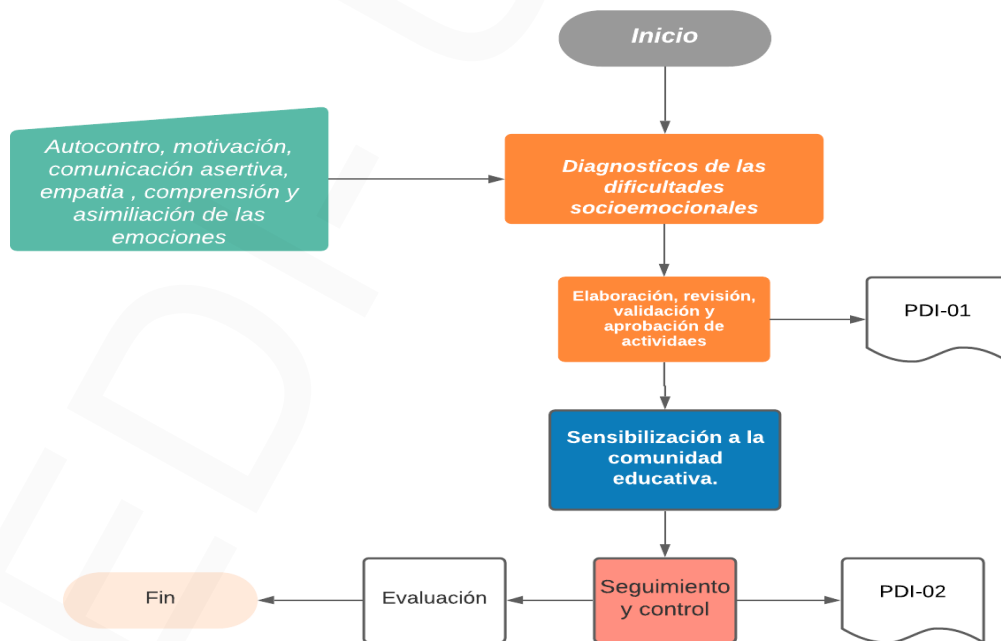 Inicio
Autocontro, motivación,
comunicación asertiva,
empatia , comprensión y
asimiliación de las
emociones
Diagnosticos de las
dificultades
socioemocionales
Elaboración, revisión,
validación y
aprobación de
actividaes
PDI-01
Sensibilización a la
comunidad
educativa.
Fin
Evaluación
Seguimiento
y control
PDI-02